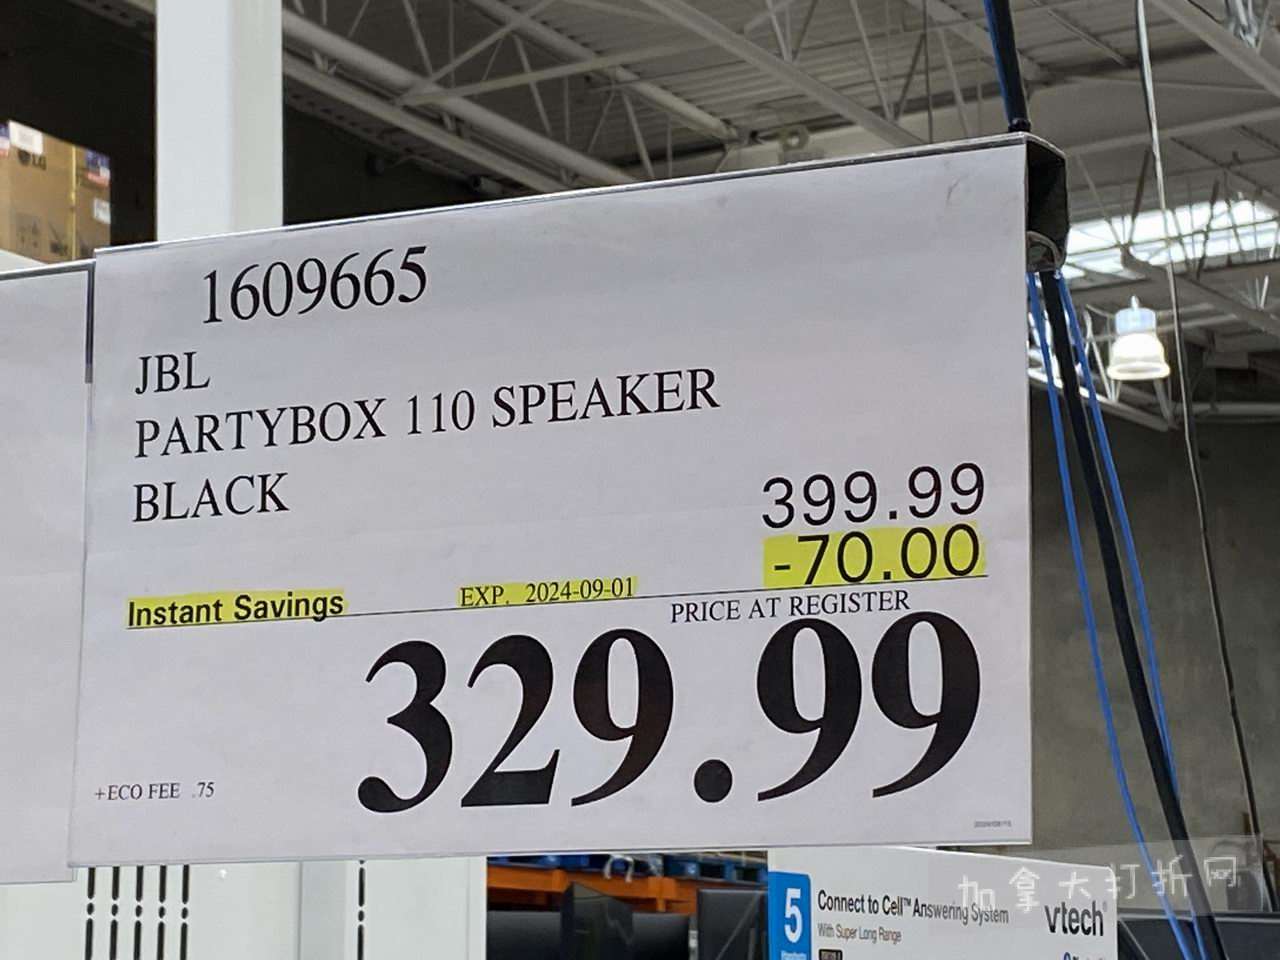 1609665
JBL
PARTYBOX 110 SPEAKER
BLACK
399.99
-70.00
Instant Savings
EXP. 2024-09-01
PRICE AT REGISTER
329.99
+ECO FEE .75
加拿大打折网
5
Connect to Cell™ Answering System
With Super Long Range
vtech
LG